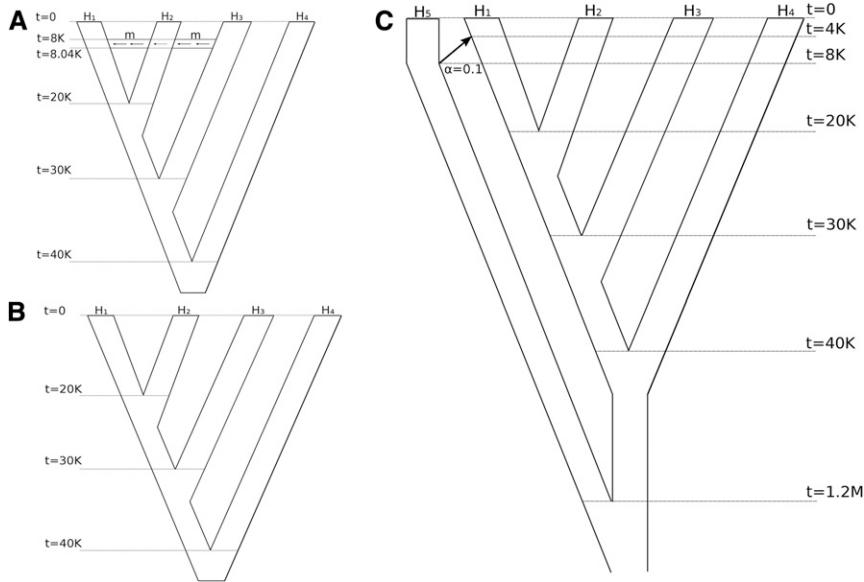 A
t=0 H₁ H₂ H₃ H₄
t=8K
m m
t=8.04K
t=20K
t=30K
t=40K
B
t=0 H₁ H₂ H₃ H₄
t=20K
t=30K
t=40K
C
H₅ H₁ H₂ H₃ H₄ t=0
t=4K
α=0.1 t=8K
t=20K
t=30K
t=40K
t=1.2M